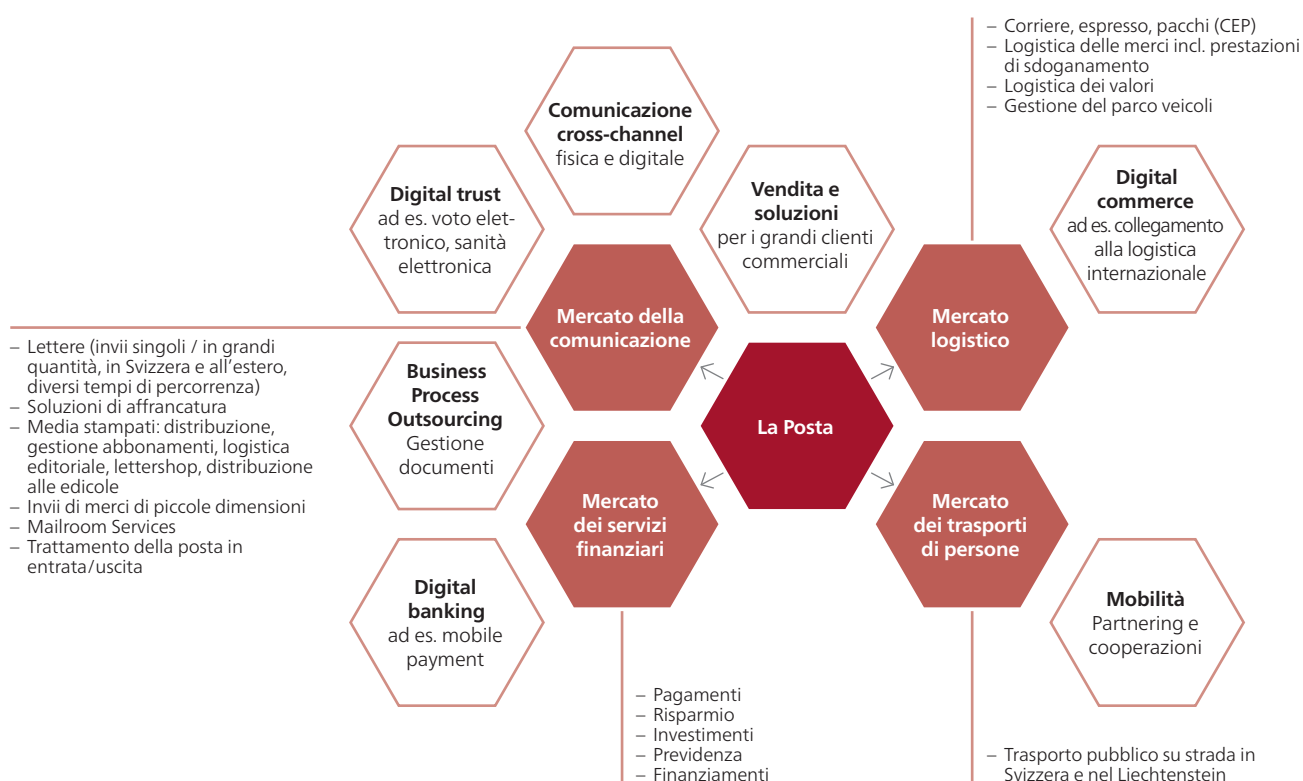 – Corriere, espresso, pacchi (CEP)
– Logistica delle merci incl. prestazioni
di sdoganamento
– Logistica dei valori
– Gestione del parco veicoli
Comunicazione
cross-channel
fisica e digitale
Digital trust
ad es. voto elet-
tronico, sanità
elettronica
Vendita e
soluzioni
per i grandi clienti
commerciali
Digital
commerce
ad es. collegamento
alla logistica
internazionale
Mercato della
comunicazione
Mercato
logistico
– Lettere (invii singoli / in grandi
quantità, in Svizzera e all'estero,
diversi tempi di percorrenza)
– Soluzioni di affrancatura
– Media stampati: distribuzione,
gestione abbonamenti, logistica
editoriale, lettershop, distribuzione
alle edicole
– Invii di merci di piccole dimensioni
– Mailroom Services
– Trattamento della posta in
entrata/uscita
Business
Process
Outsourcing
Gestione
documenti
La Posta
Mercato
dei servizi
finanziari
Mercato
dei trasporti
di persone
Digital
banking
ad es. mobile
payment
Mobilità
Partnering e
cooperazioni
– Pagamenti
– Risparmio
– Investimenti
– Previdenza
– Finanziamenti
– Trasporto pubblico su strada in
Svizzera e nel Liechtenstein